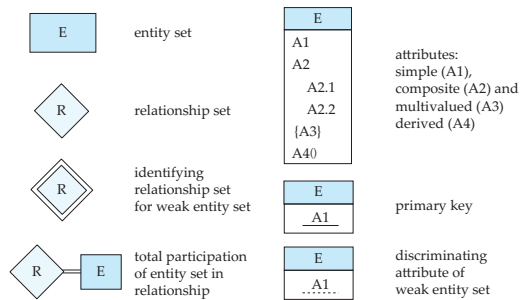 E
entity set
R
relationship set
R
identifying
relationship set
for weak entity set
R
E
total participation
of entity set in
relationship
E
A1
A2
A2.1
A2.2
{A3}
A4()
attributes:
simple (A1),
composite (A2) and
multivalued (A3)
derived (A4)
E
A1
primary key
E
A1
discriminating
attribute of
weak entity set